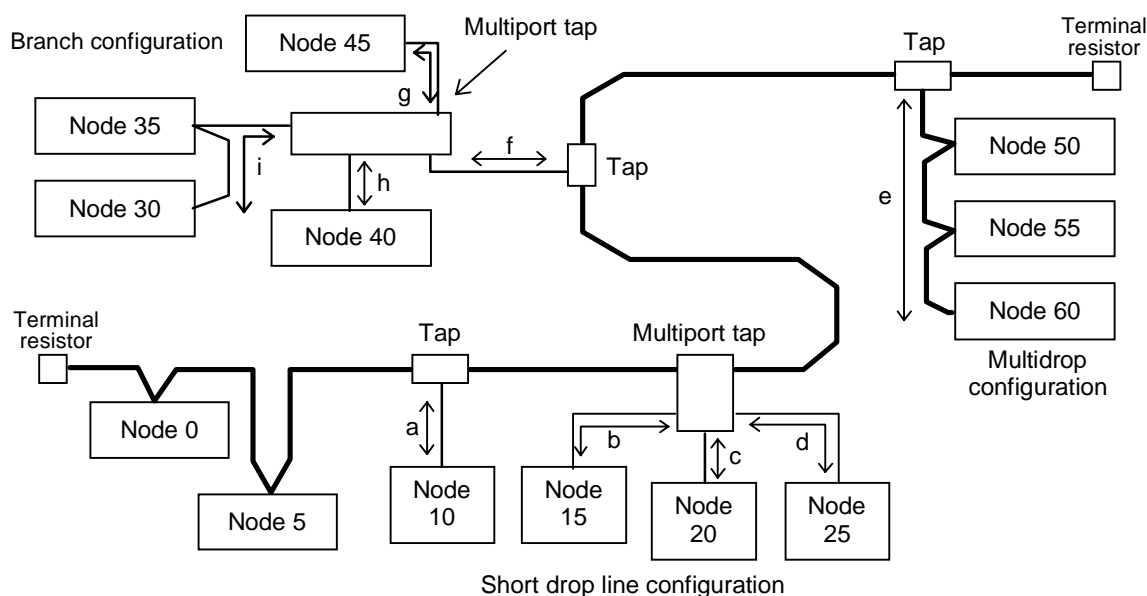 Branch configuration
Node 45
Multiport tap
Tap
Terminal
resistor
g
Node 35
f
Node 50
i
h
Tap
Node 30
Node 40
e
Node 55
Node 60
Terminal
resistor
Tap
Multiport tap
Multidrop
configuration
Node 0
a
b
c
d
Node 5
Node
10
Node
15
Node
20
Node
25
Short drop line configuration